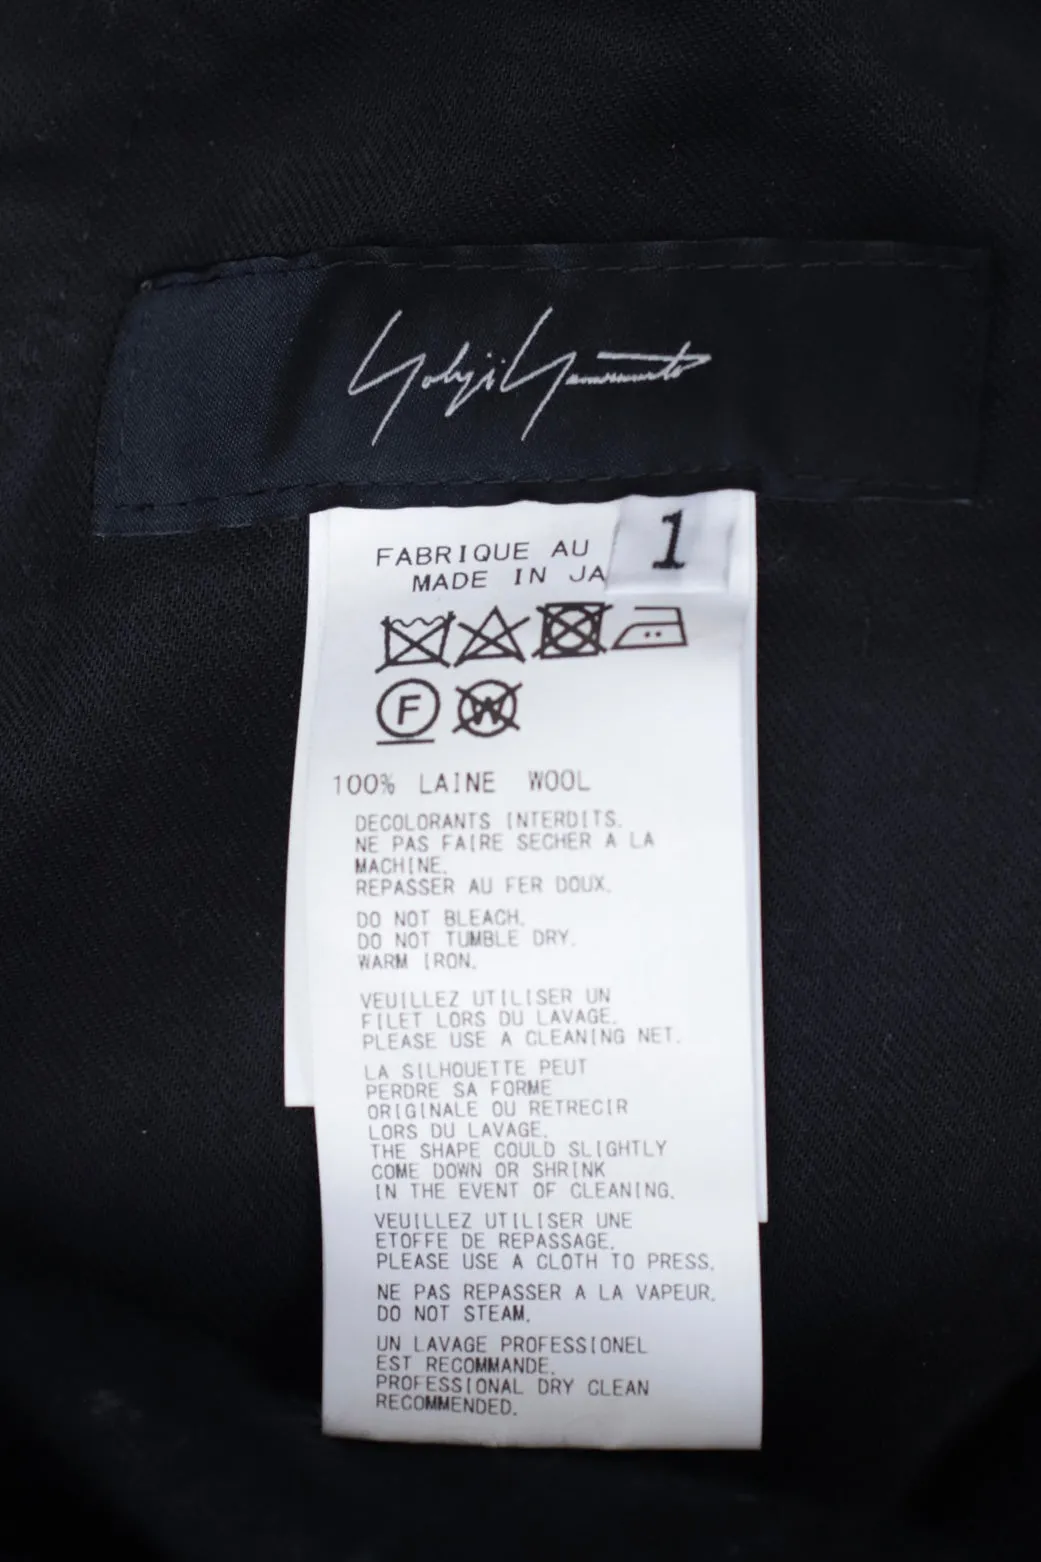 Yohji Yamamoto
1
FABRIQUE AU
MADE IN JA
F
W
100% LAINE WOOL
DECOLORANTS INTERDITS.
NE PAS FAIRE SECHER A LA
MACHINE.
REPASSER AU FER DOUX.
DO NOT BLEACH.
DO NOT TUMBLE DRY.
WARM IRON.
VEUILLEZ UTILISER UN
FILET LORS DU LAVAGE.
PLEASE USE A CLEANING NET.
LA SILHOUETTE PEUT
PERDRE SA FORME
ORIGINALE OU RETRECIR
LORS DU LAVAGE.
THE SHAPE COULD SLIGHTLY
COME DOWN OR SHRINK
IN THE EVENT OF CLEANING.
VEUILLEZ UTILISER UNE
ETOFFE DE REPASSAGE.
PLEASE USE A CLOTH TO PRESS.
NE PAS REPASSER A LA VAPEUR.
DO NOT STEAM.
UN LAVAGE PROFESSIONEL
EST RECOMMANDE.
PROFESSIONAL DRY CLEAN
RECOMMENDED.